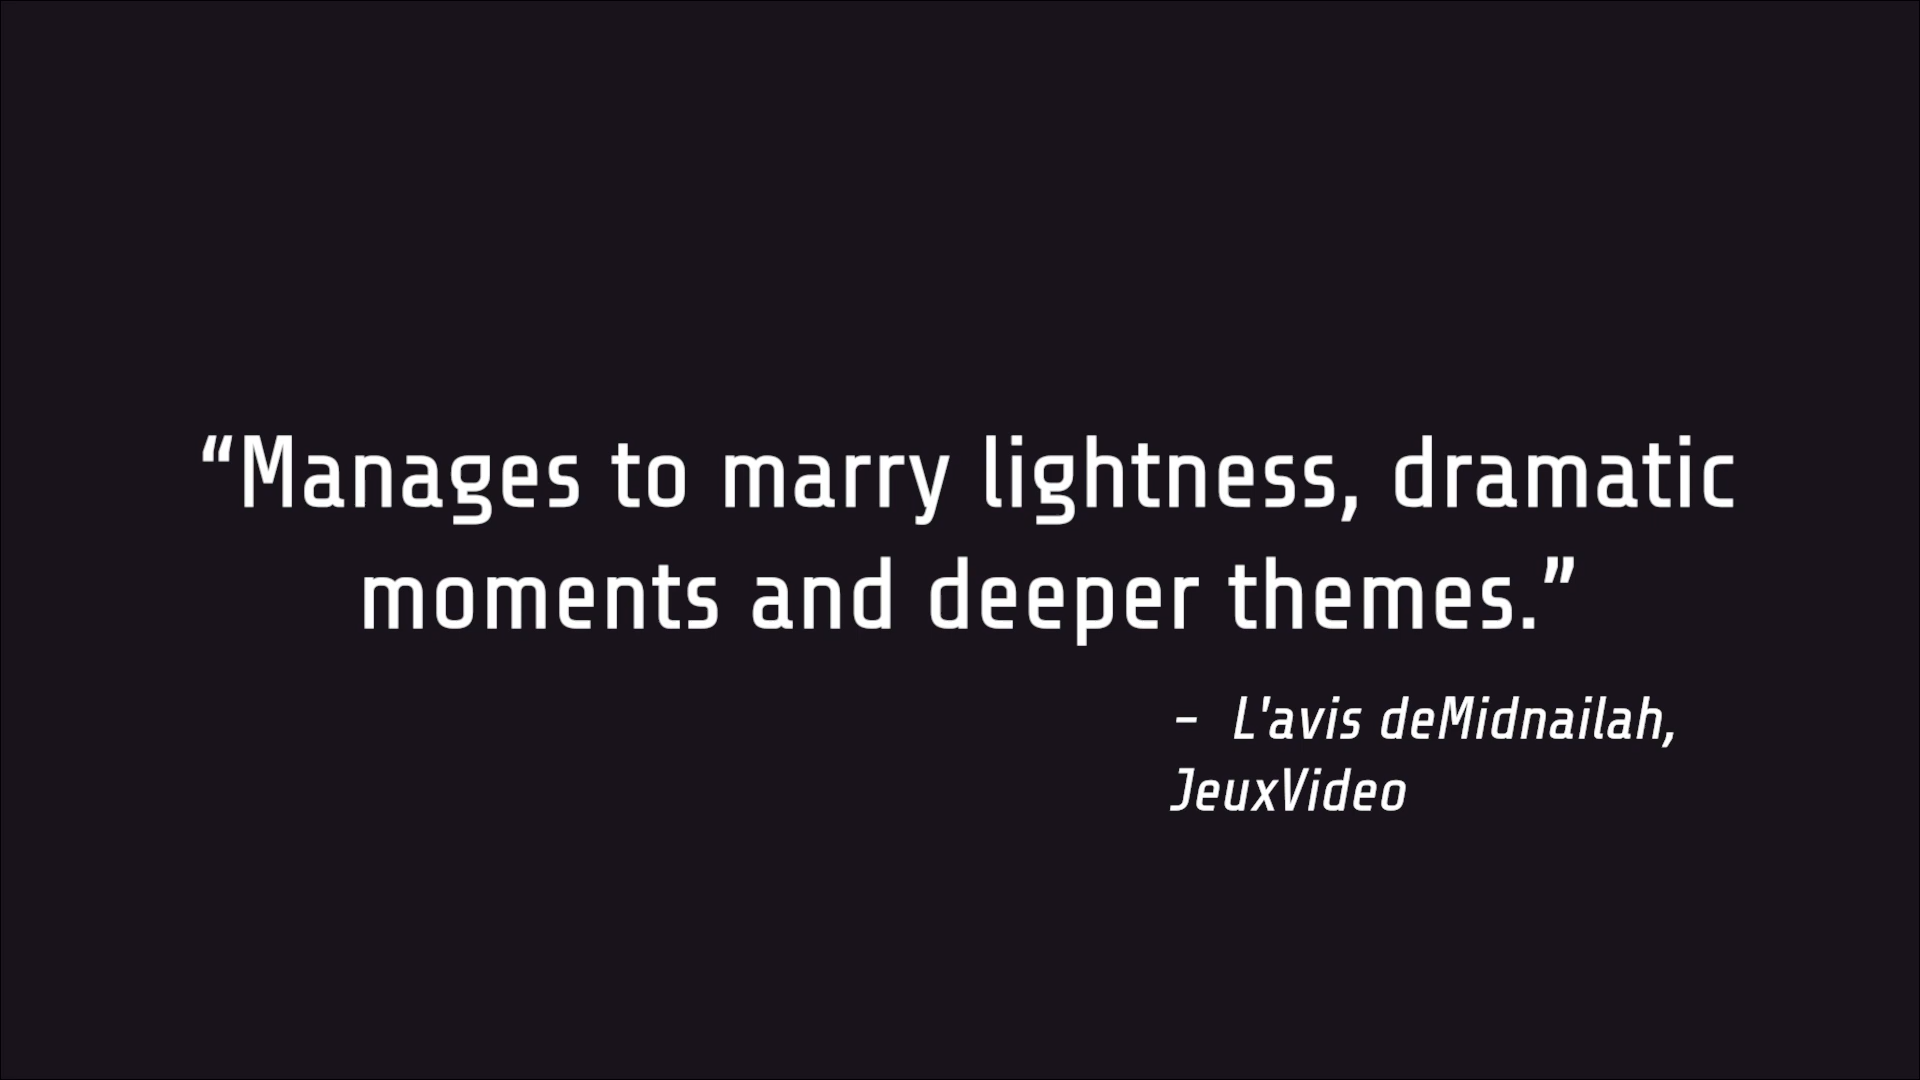 “Manages to marry lightness, dramatic
moments and deeper themes.”
– L'avis deMidnailah,
JeuxVideo